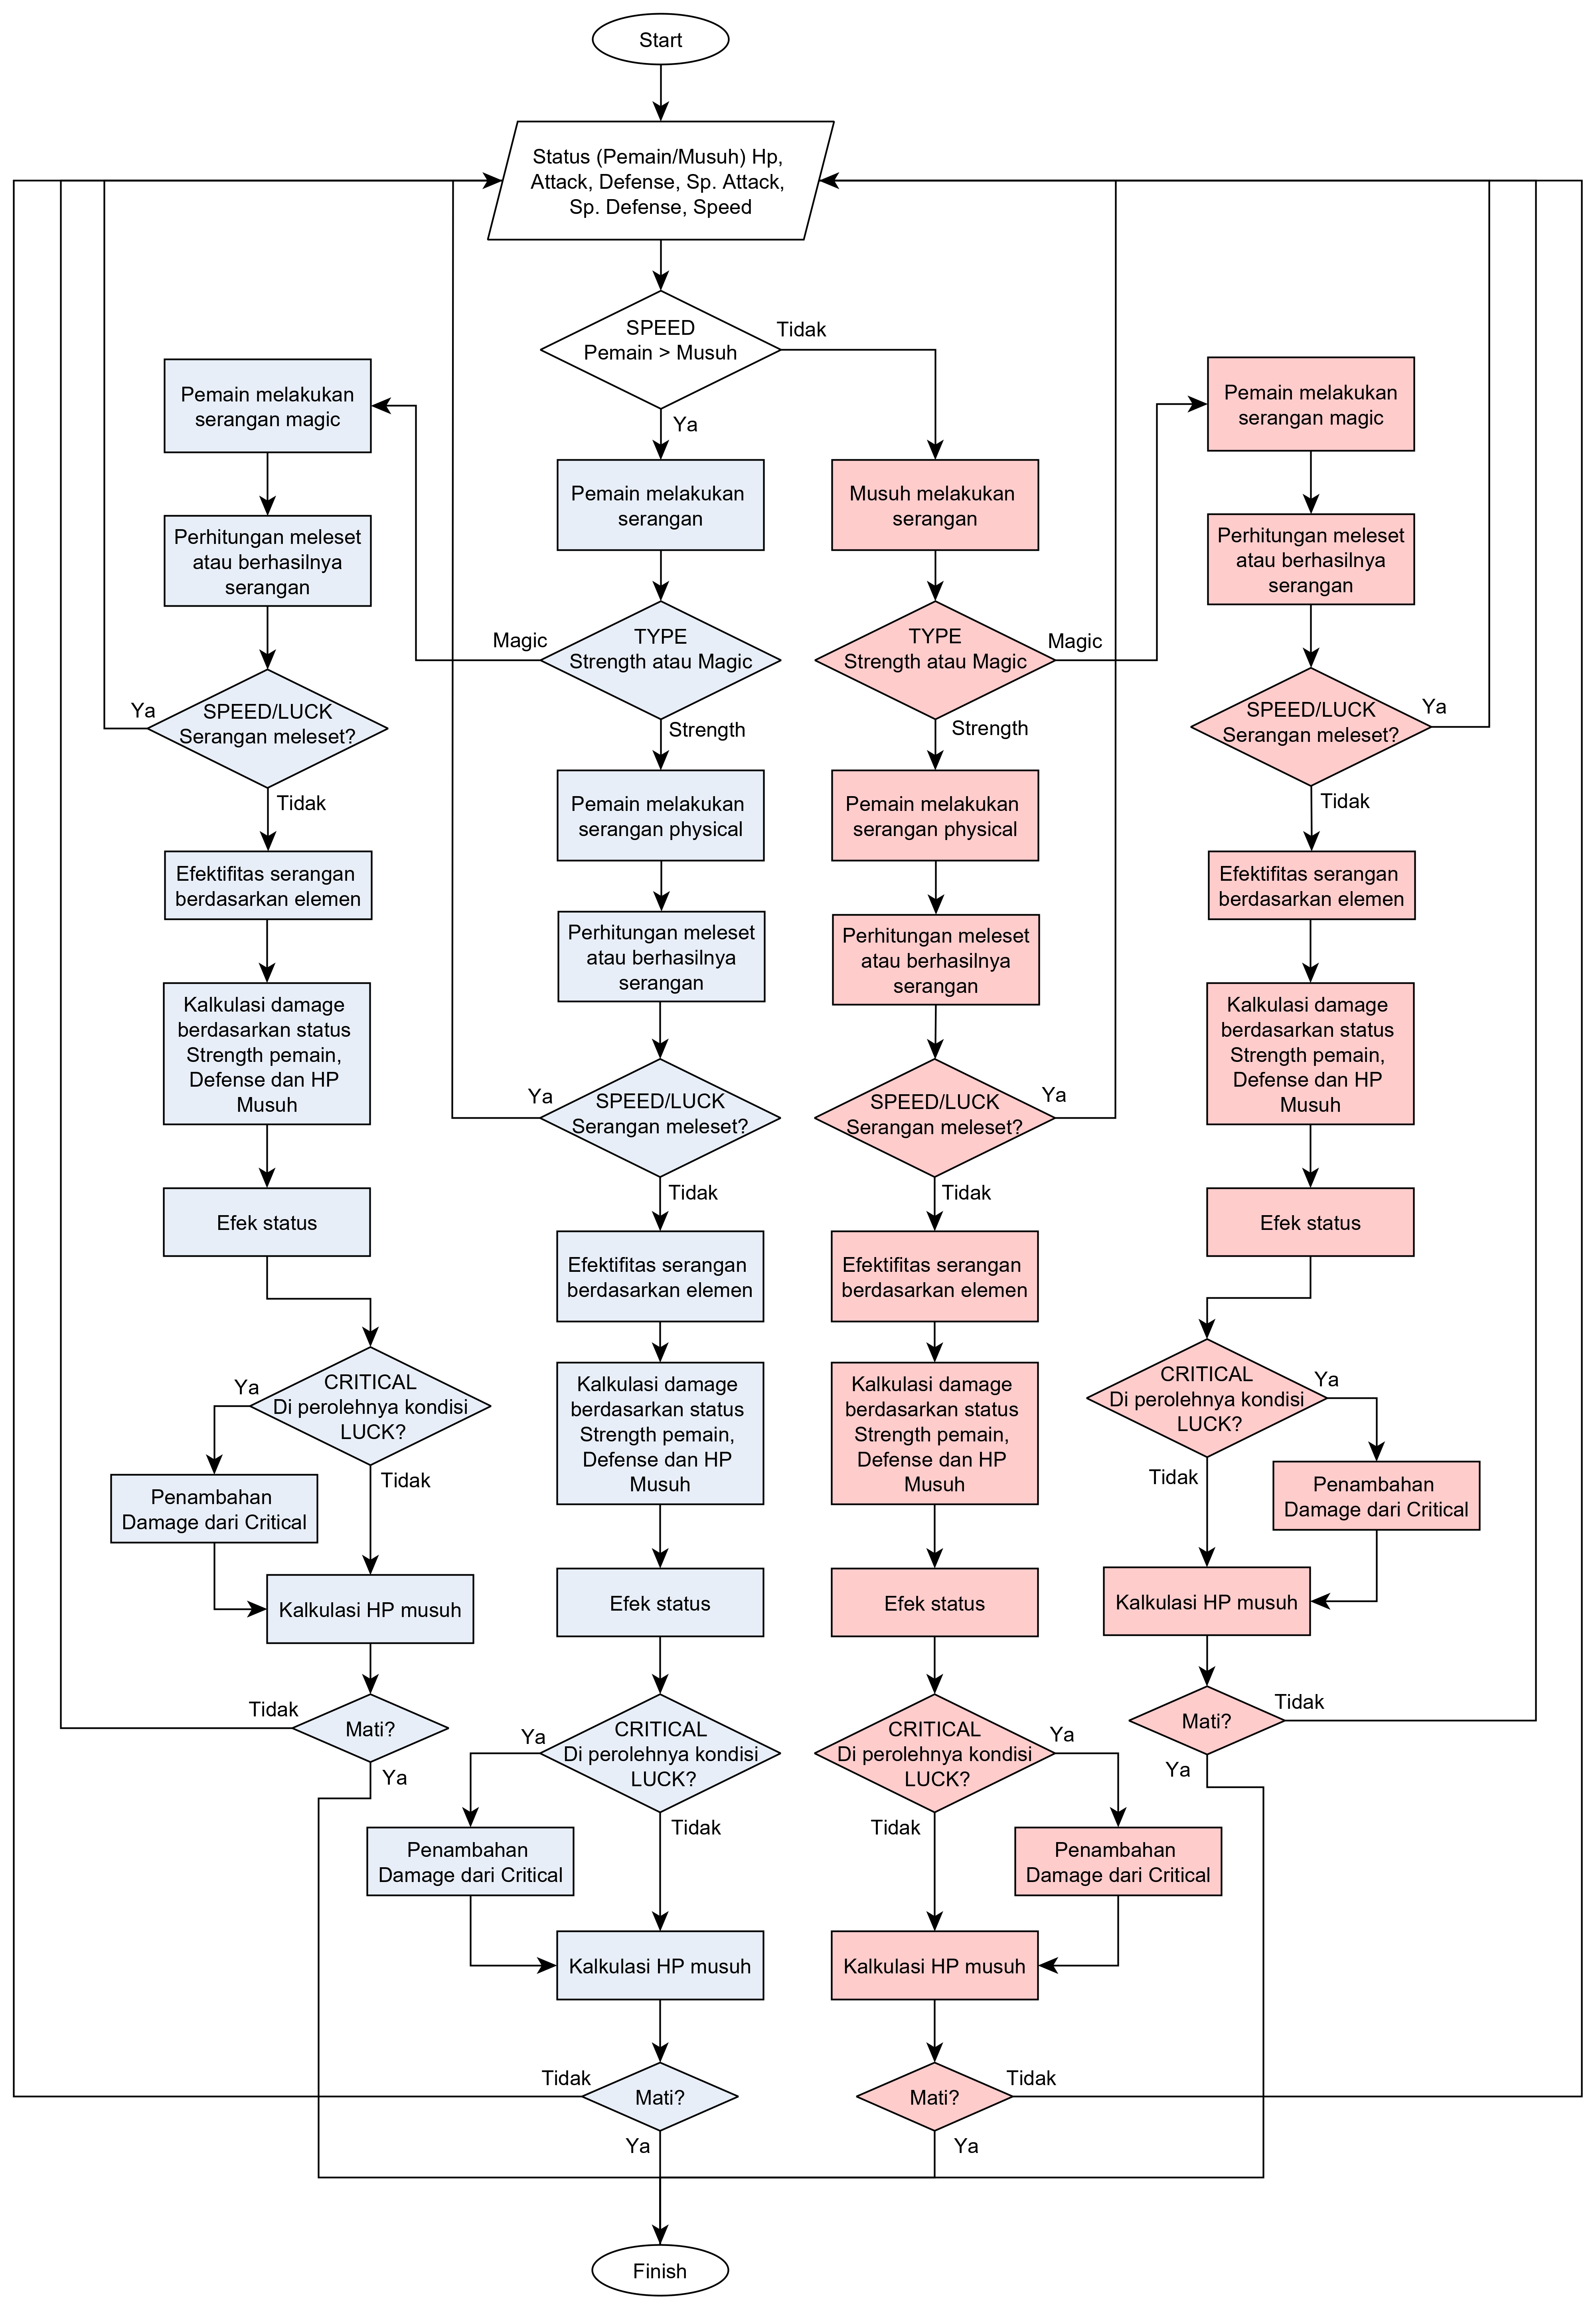 Start
Status (Pemain/Musuh) Hp,
Attack, Defense, Sp. Attack,
Sp. Defense, Speed
SPEED
Pemain > Musuh
Tidak
Ya
Pemain melakukan
serangan magic
Perhitungan meleset
atau berhasilnya
serangan
SPEED/LUCK
Serangan meleset?
Ya
Tidak
Efektifitas serangan
berdasarkan elemen
Kalkulasi damage
berdasarkan status
Strength pemain,
Defense dan HP
Musuh
Efek status
CRITICAL
Di perolehnya kondisi
LUCK?
Ya
Tidak
Penambahan
Damage dari Critical
Kalkulasi HP musuh
Mati?
Tidak
Ya
Pemain melakukan
serangan
TYPE
Strength atau Magic
Magic
Strength
Pemain melakukan
serangan physical
Perhitungan meleset
atau berhasilnya
serangan
SPEED/LUCK
Serangan meleset?
Ya
Tidak
Efektifitas serangan
berdasarkan elemen
Kalkulasi damage
berdasarkan status
Strength pemain,
Defense dan HP
Musuh
Efek status
CRITICAL
Di perolehnya kondisi
LUCK?
Ya
Tidak
Penambahan
Damage dari Critical
Kalkulasi HP musuh
Mati?
Tidak
Ya
Musuh melakukan
serangan
TYPE
Strength atau Magic
Magic
Strength
Pemain melakukan
serangan physical
Perhitungan meleset
atau berhasilnya
serangan
SPEED/LUCK
Serangan meleset?
Ya
Tidak
Efektifitas serangan
berdasarkan elemen
Kalkulasi damage
berdasarkan status
Strength pemain,
Defense dan HP
Musuh
Efek status
CRITICAL
Di perolehnya kondisi
LUCK?
Ya
Tidak
Penambahan
Damage dari Critical
Kalkulasi HP musuh
Mati?
Tidak
Ya
Pemain melakukan
serangan magic
Perhitungan meleset
atau berhasilnya
serangan
SPEED/LUCK
Serangan meleset?
Ya
Tidak
Efektifitas serangan
berdasarkan elemen
Kalkulasi damage
berdasarkan status
Strength pemain,
Defense dan HP
Musuh
Efek status
CRITICAL
Di perolehnya kondisi
LUCK?
Ya
Tidak
Penambahan
Damage dari Critical
Kalkulasi HP musuh
Mati?
Tidak
Ya
Finish